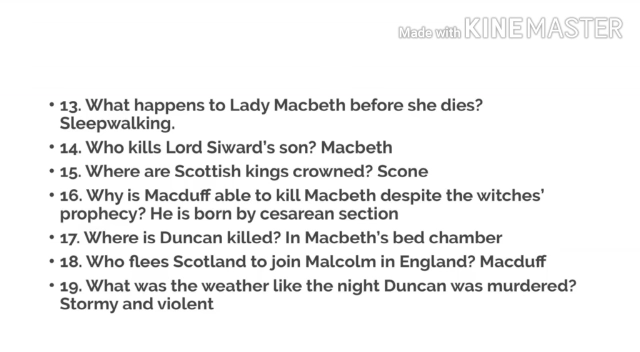 Made with KINEMASTER
• 13. What happens to Lady Macbeth before she dies?
Sleepwalking.
• 14. Who kills Lord Siward's son? Macbeth
• 15. Where are Scottish kings crowned? Scone
• 16. Why is Macduff able to kill Macbeth despite the witches'
prophecy? He is born by cesarean section
• 17. Where is Duncan killed? In Macbeth's bed chamber
• 18. Who flees Scotland to join Malcolm in England? Macduff
• 19. What was the weather like the night Duncan was murdered?
Stormy and violent